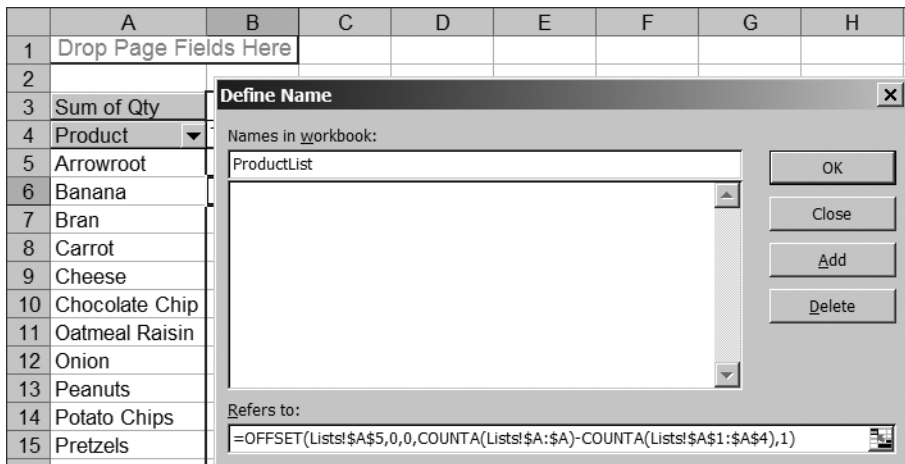 A B C D E F G H
1 Drop Page Fields Here
2
3 Sum of Qty
4 Product
5 Arrowroot
6 Banana
7 Bran
8 Carrot
9 Cheese
10 Chocolate Chip
11 Oatmeal Raisin
12 Onion
13 Peanuts
14 Potato Chips
15 Pretzels
Define Name
Names in workbook:
ProductList
OK
Close
Add
Delete
Refers to:
=OFFSET(Lists!$A$5,0,0,COUNTA(Lists!$A:$A)-COUNTA(Lists!$A$1:$A$4),1)